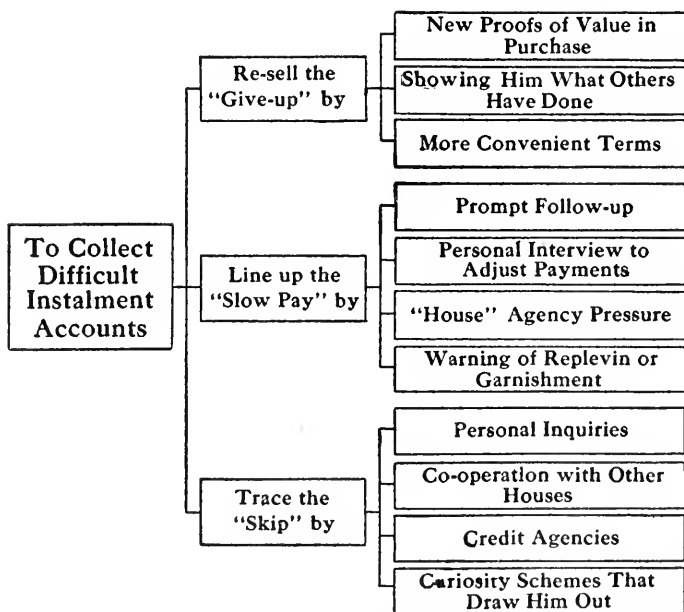 To Collect
Difficult
Instalment
Accounts
Re-sell the
“Give-up” by
New Proofs of Value in
Purchase
Showing Him What Others
Have Done
More Convenient Terms
Line up the
“Slow Pay” by
Prompt Follow-up
Personal Interview to
Adjust Payments
“House” Agency Pressure
Warning of Replevin or
Garnishment
Trace the
“Skip” by
Personal Inquiries
Co-operation with Other
Houses
Credit Agencies
Curiosity Schemes That
Draw Him Out